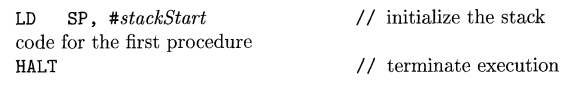 LD SP, #stackStart // initialize the stack
code for the first procedure
HALT // terminate execution